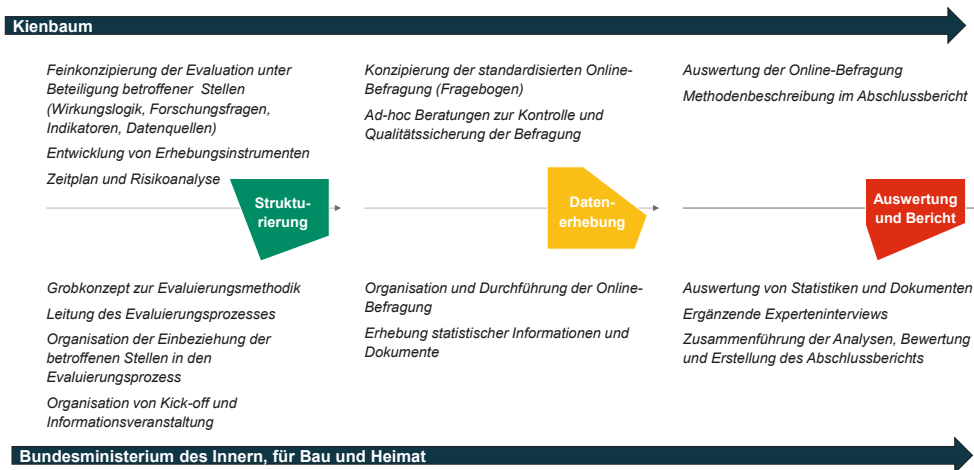 Kienbaum
Feinkonzipierung der Evaluation unter
Beteiligung betroffener Stellen
(Wirkungslogik, Forschungsfragen,
Indikatoren, Datenquellen)
Entwicklung von Erhebungsinstrumenten
Zeitplan und Risikoanalyse
Konzipierung der standardisierten Online-
Befragung (Fragebogen)
Ad-hoc Beratungen zur Kontrolle und
Qualitätssicherung der Befragung
Auswertung der Online-Befragung
Methodenbeschreibung im Abschlussbericht
Struktu-
rierung
Daten-
erhebung
Auswertung
und Bericht
Grobkonzept zur Evaluierungsmethodik
Leitung des Evaluierungsprozesses
Organisation der Einbeziehung der
betroffenen Stellen in den
Evaluierungsprozess
Organisation von Kick-off und
Informationsveranstaltung
Organisation und Durchführung der Online-
Befragung
Erhebung statistischer Informationen und
Dokumente
Auswertung von Statistiken und Dokumenten
Ergänzende Experteninterviews
Zusammenführung der Analysen, Bewertung
und Erstellung des Abschlussberichts
Bundesministerium des Innern, für Bau und Heimat